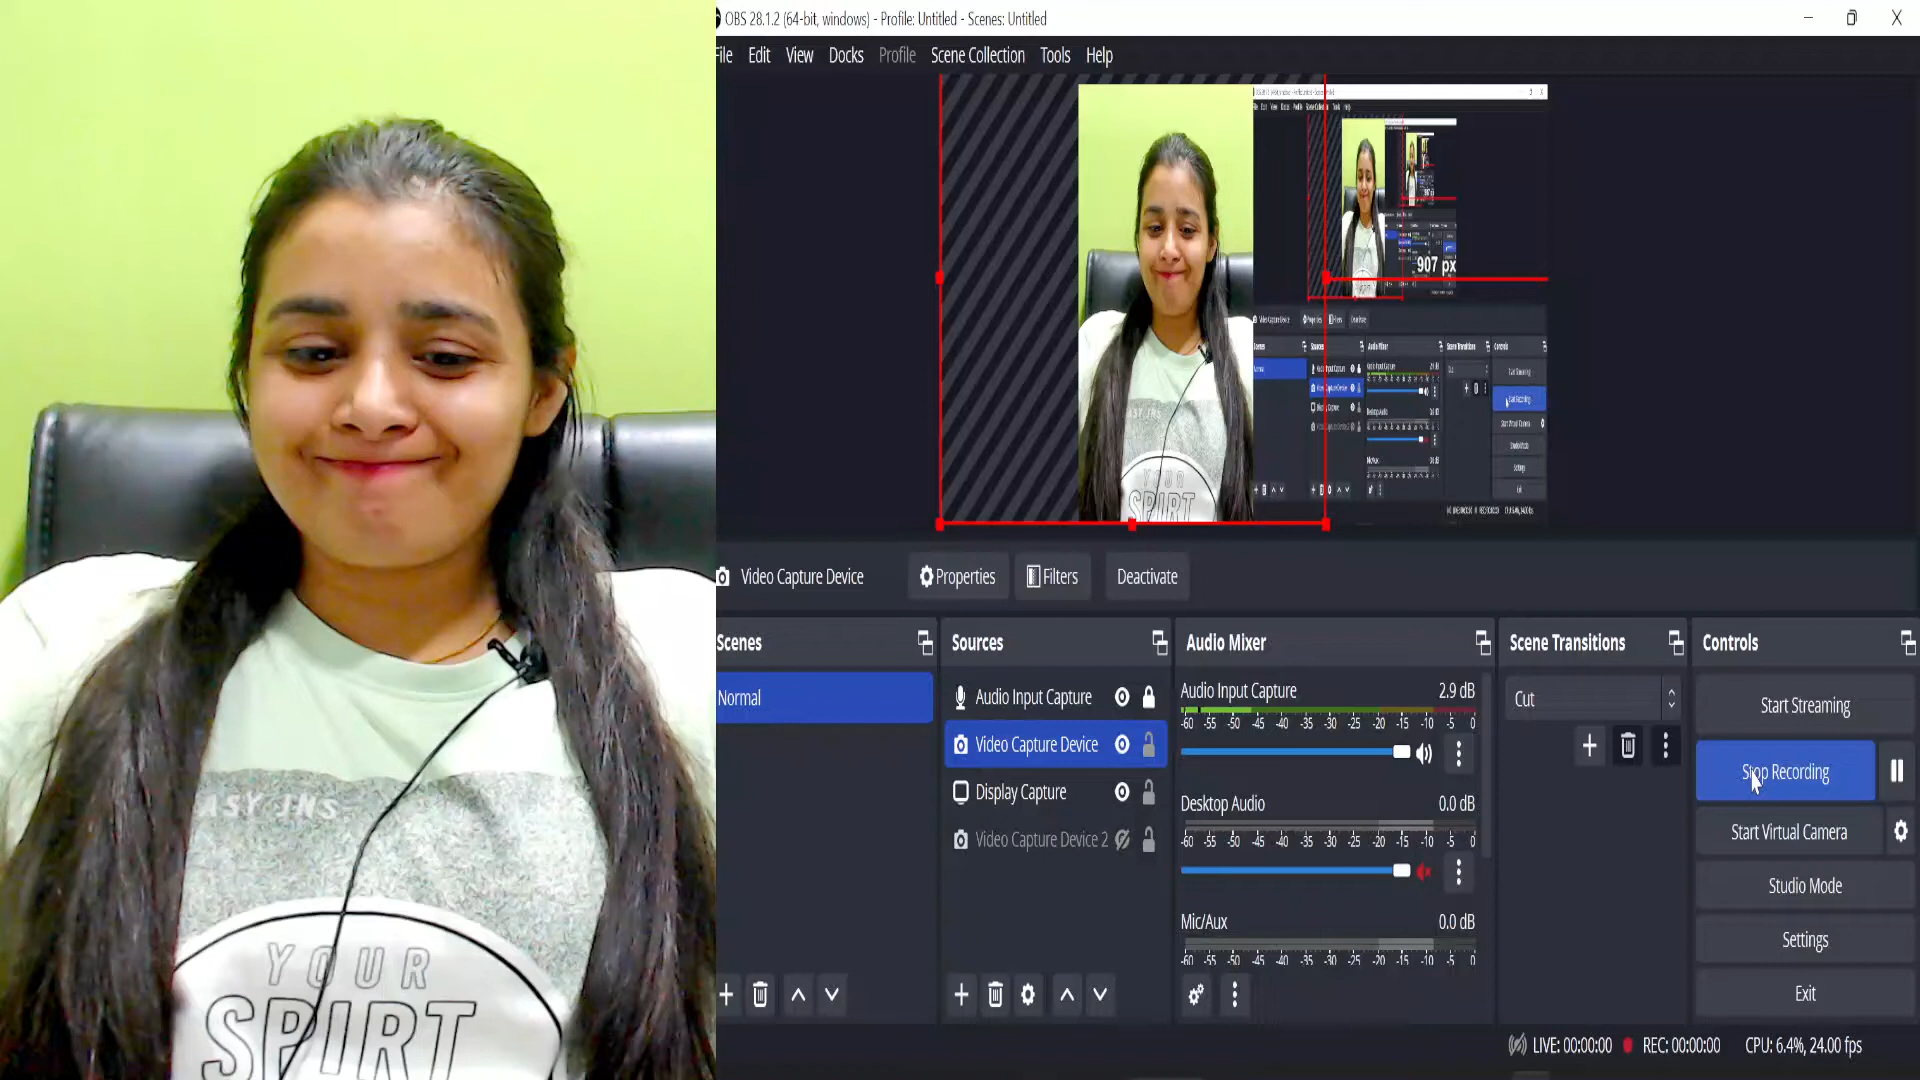 OBS 28.1.2 (64-bit, windows) - Profile: Untitled - Scenes: Untitled
File Edit View Docks Profile Scene Collection Tools Help
907 px
Video Capture Device Properties Filters Deactivate
Scenes
Normal
Sources
Audio Input Capture
Video Capture Device
Display Capture
Video Capture Device 2
Audio Mixer
Audio Input Capture 2.9 dB
-60 -55 -50 -45 -40 -35 -30 -25 -20 -15 -10 -5 0
Desktop Audio 0.0 dB
-60 -55 -50 -45 -40 -35 -30 -25 -20 -15 -10 -5 0
Mic/Aux 0.0 dB
-60 -55 -50 -45 -40 -35 -30 -25 -20 -15 -10 -5 0
Scene Transitions
Cut
Controls
Start Streaming
Stop Recording
Start Virtual Camera
Studio Mode
Settings
Exit
LIVE: 00:00:00 REC: 00:00:00 CPU: 6.4%, 24.00 fps
YOUR
SPIRT